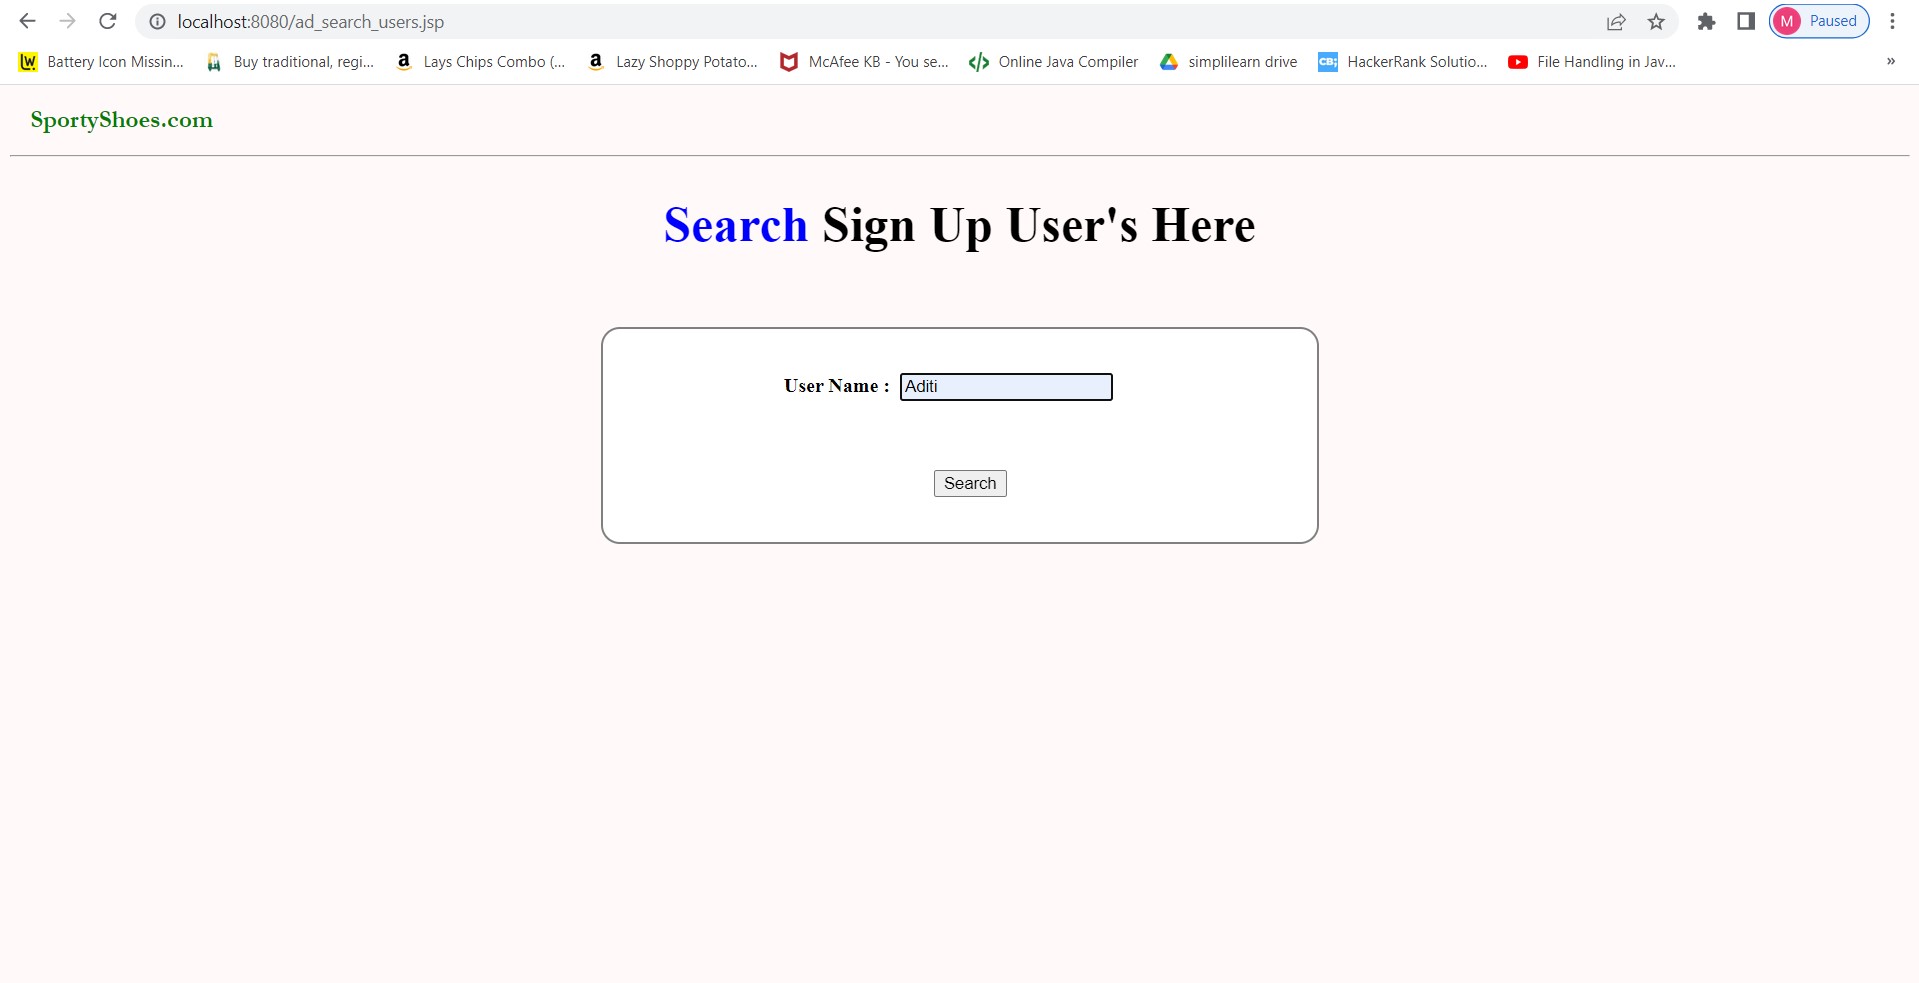 localhost:8080/ad_search_users.jsp
M Paused
Battery Icon Missin... Buy traditional, regi... Lays Chips Combo (... Lazy Shoppy Potato... McAfee KB - You se... Online Java Compiler simplilearn drive HackerRank Solutio... File Handling in Jav... »
SportyShoes.com
Search Sign Up User's Here
User Name : Aditi
Search